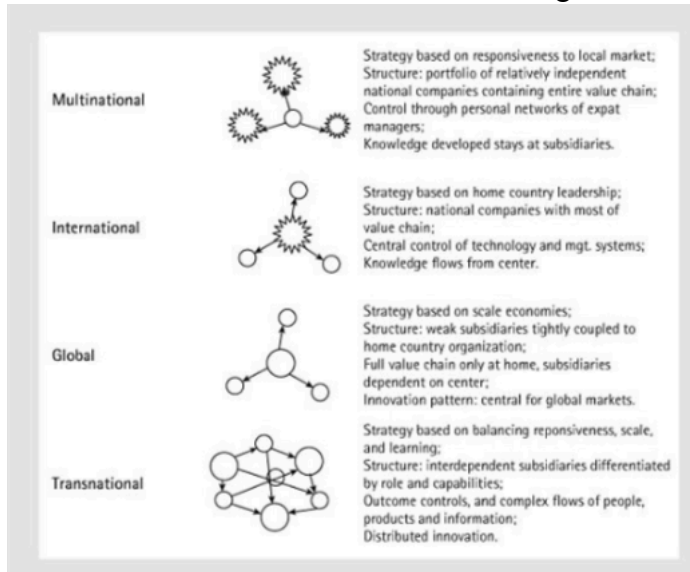 Multinational
Strategy based on responsiveness to local market;
Structure: portfolio of relatively independent
national companies containing entire value chain;
Control through personal networks of expat
managers;
Knowledge developed stays at subsidiaries.
International
Strategy based on home country leadership;
Structure: national companies with most of
value chain;
Central control of technology and mgt. systems;
Knowledge flows from center.
Global
Strategy based on scale economies;
Structure: weak subsidiaries tightly coupled to
home country organization;
Full value chain only at home, subsidiaries
dependent on center;
Innovation pattern: central for global markets.
Transnational
Strategy based on balancing reponsiveness, scale,
and learning;
Structure: interdependent subsidiaries differentiated
by role and capabilities;
Outcome controls, and complex flows of people,
products and information;
Distributed innovation.